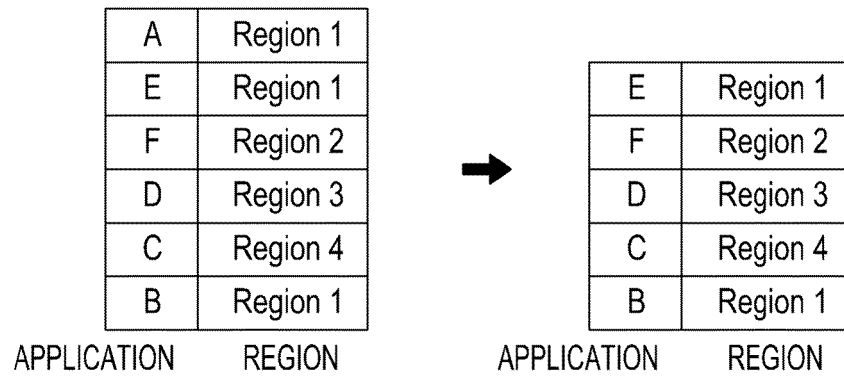 A Region 1
E Region 1
F Region 2
D Region 3
C Region 4
B Region 1
APPLICATION REGION
E Region 1
F Region 2
D Region 3
C Region 4
B Region 1
APPLICATION REGION